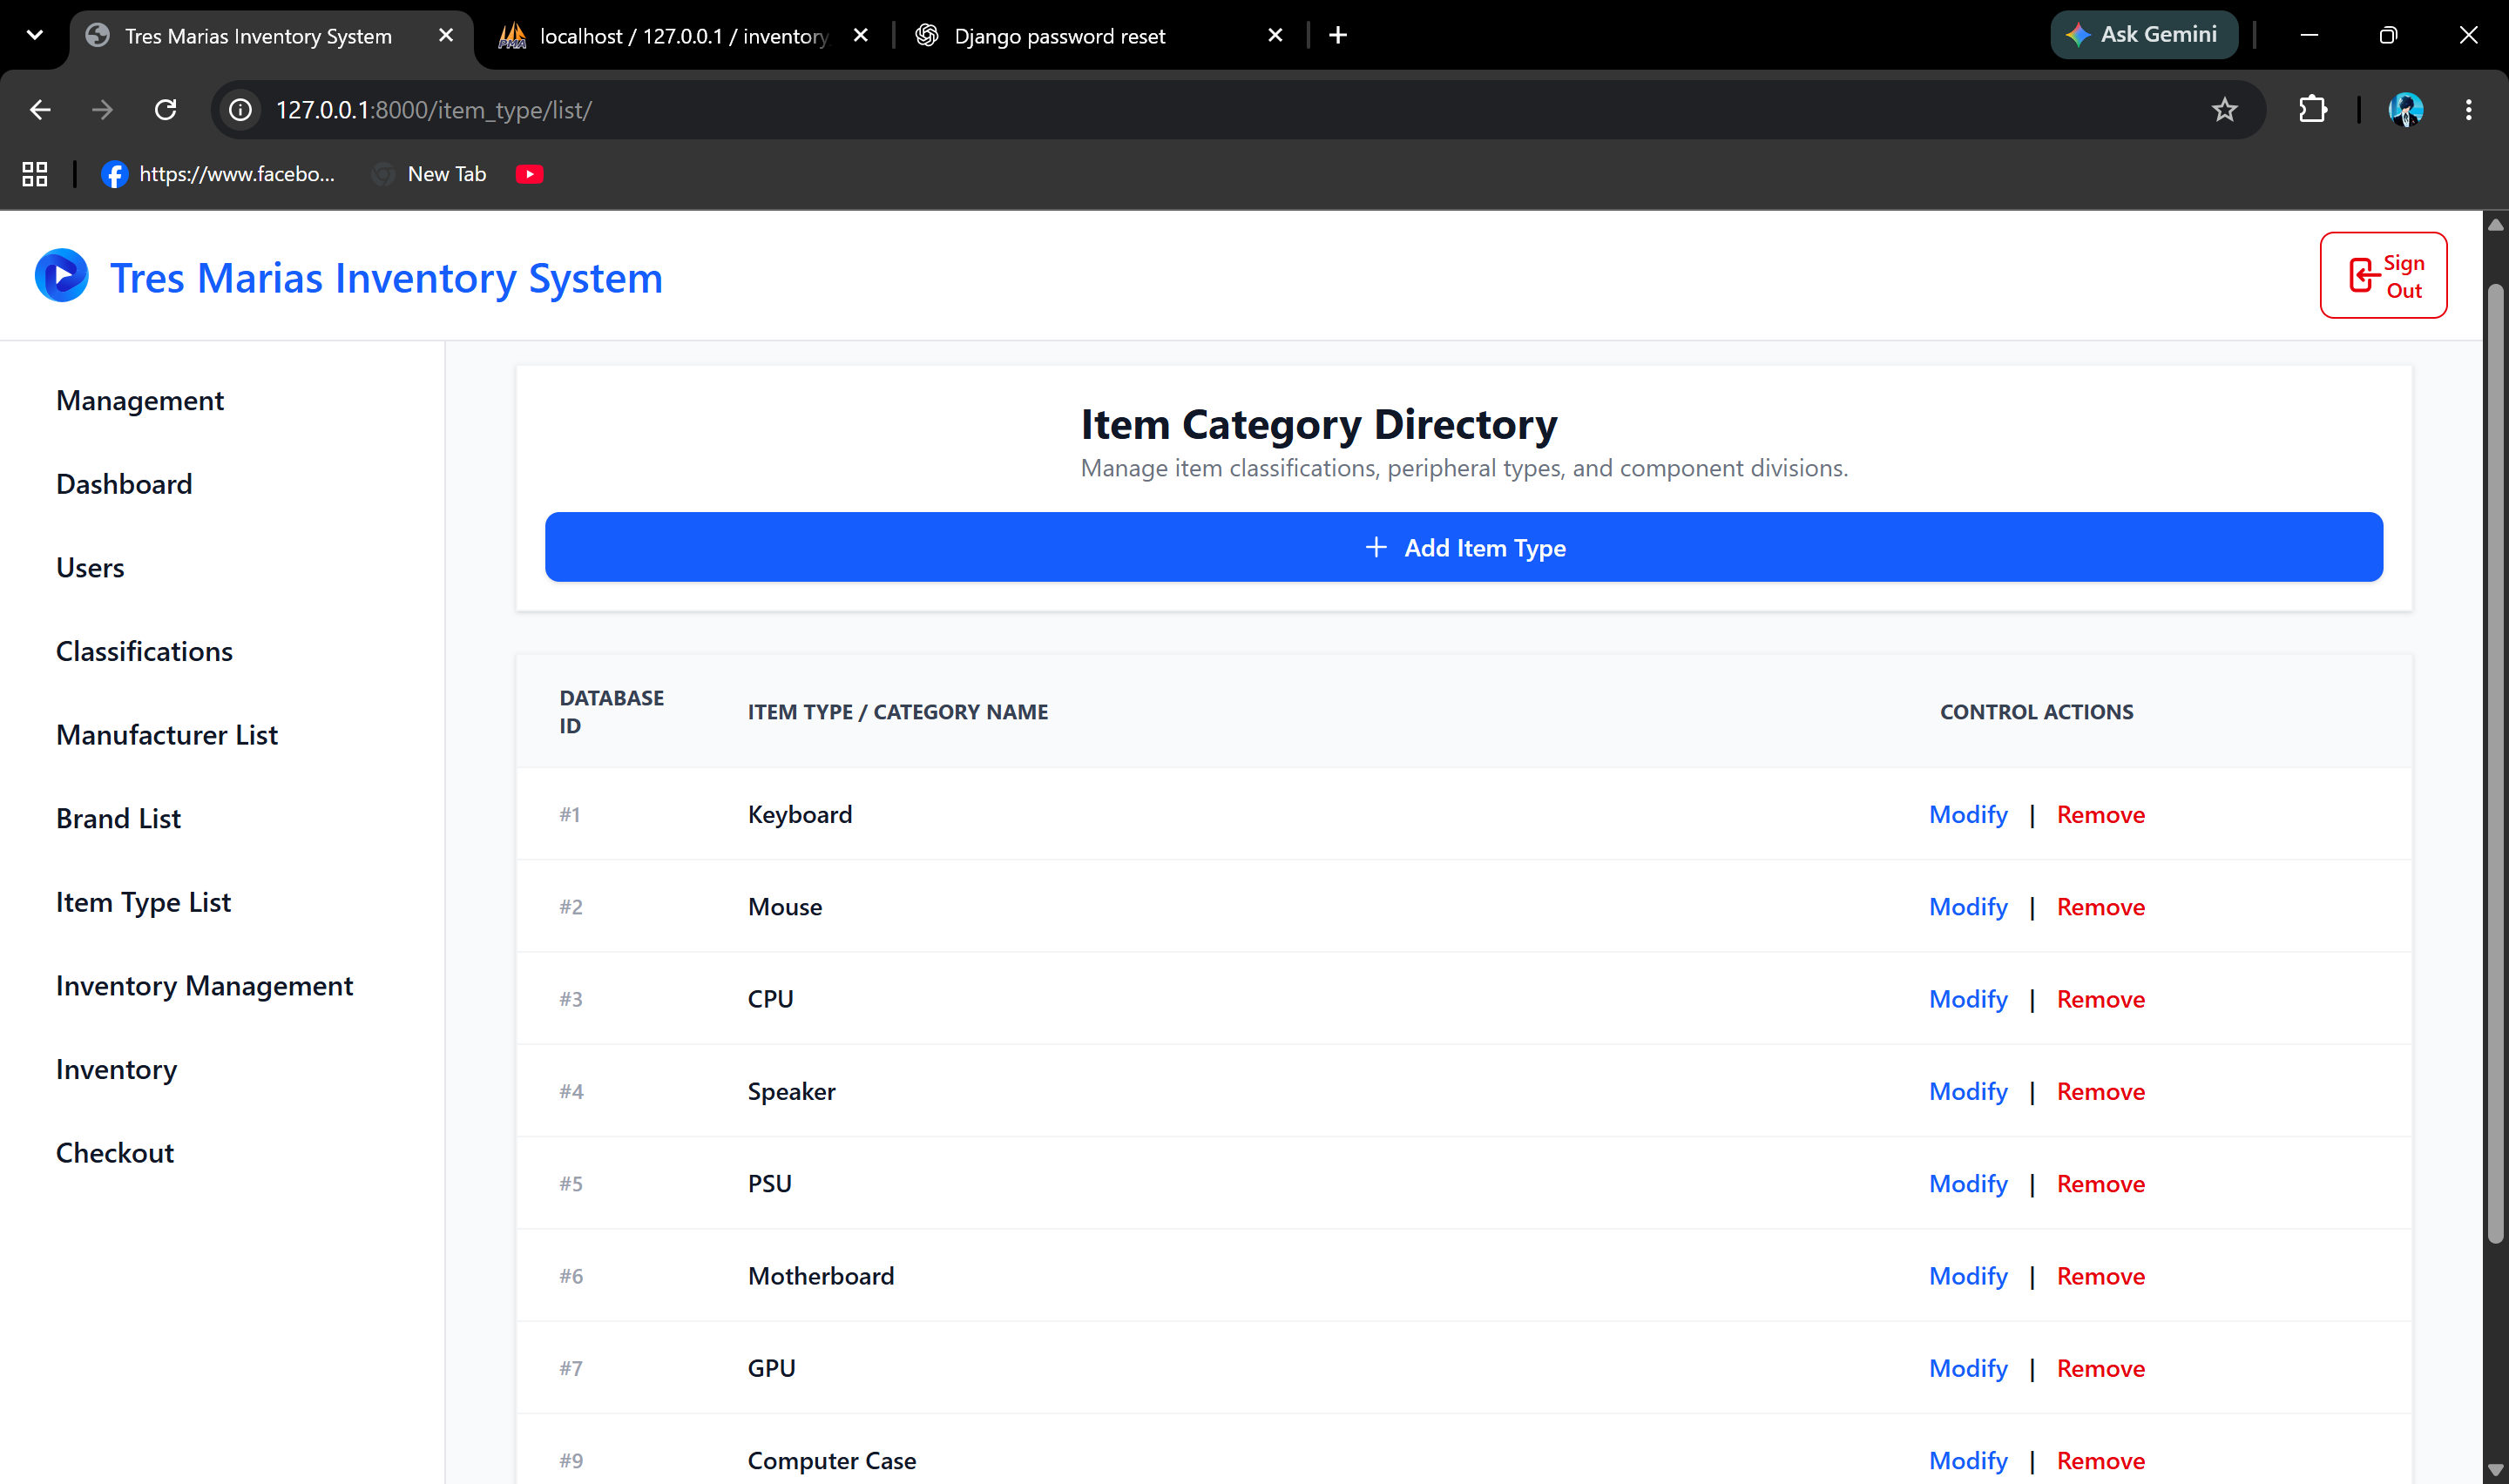 Tres Marias Inventory System
localhost / 127.0.0.1 / inventory
Django password reset
Ask Gemini
127.0.0.1:8000/item_type/list/
https://www.facebo...
New Tab
Tres Marias Inventory System
Sign
Out
Management
Dashboard
Users
Classifications
Manufacturer List
Brand List
Item Type List
Inventory Management
Inventory
Checkout
Item Category Directory
Manage item classifications, peripheral types, and component divisions.
+ Add Item Type
DATABASE
ID
ITEM TYPE / CATEGORY NAME
CONTROL ACTIONS
#1 Keyboard Modify | Remove
#2 Mouse Modify | Remove
#3 CPU Modify | Remove
#4 Speaker Modify | Remove
#5 PSU Modify | Remove
#6 Motherboard Modify | Remove
#7 GPU Modify | Remove
#9 Computer Case Modify | Remove